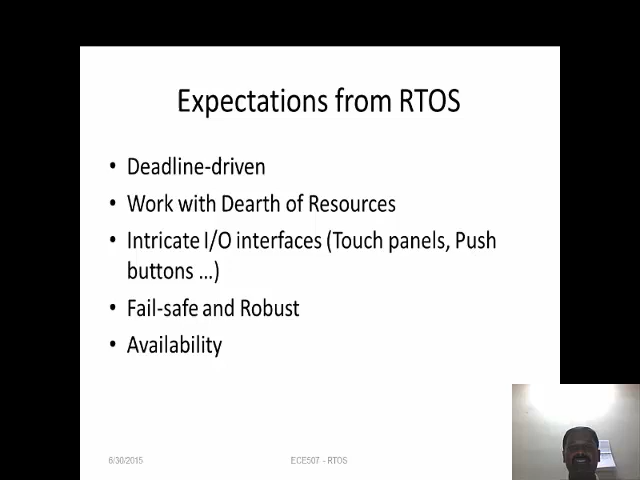 Expectations from RTOS
• Deadline-driven
• Work with Dearth of Resources
• Intricate I/O interfaces (Touch panels, Push
buttons ...)
• Fail-safe and Robust
• Availability
6/30/2015
ECE507 - RTOS